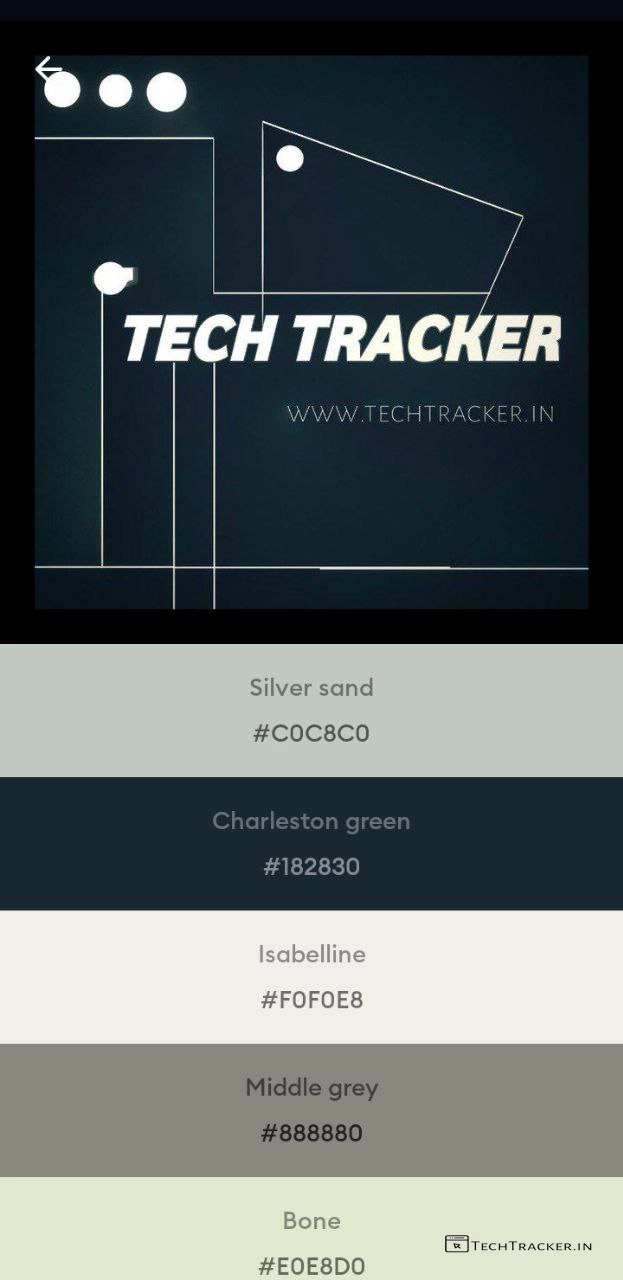 TECH TRACKER
WWW.TECHTRACKER.IN
Silver sand
#C0C8C0
Charleston green
#182830
Isabelline
#F0F0E8
Middle grey
#888880
Bone
#E0E8D0
TECHTRACKER.IN